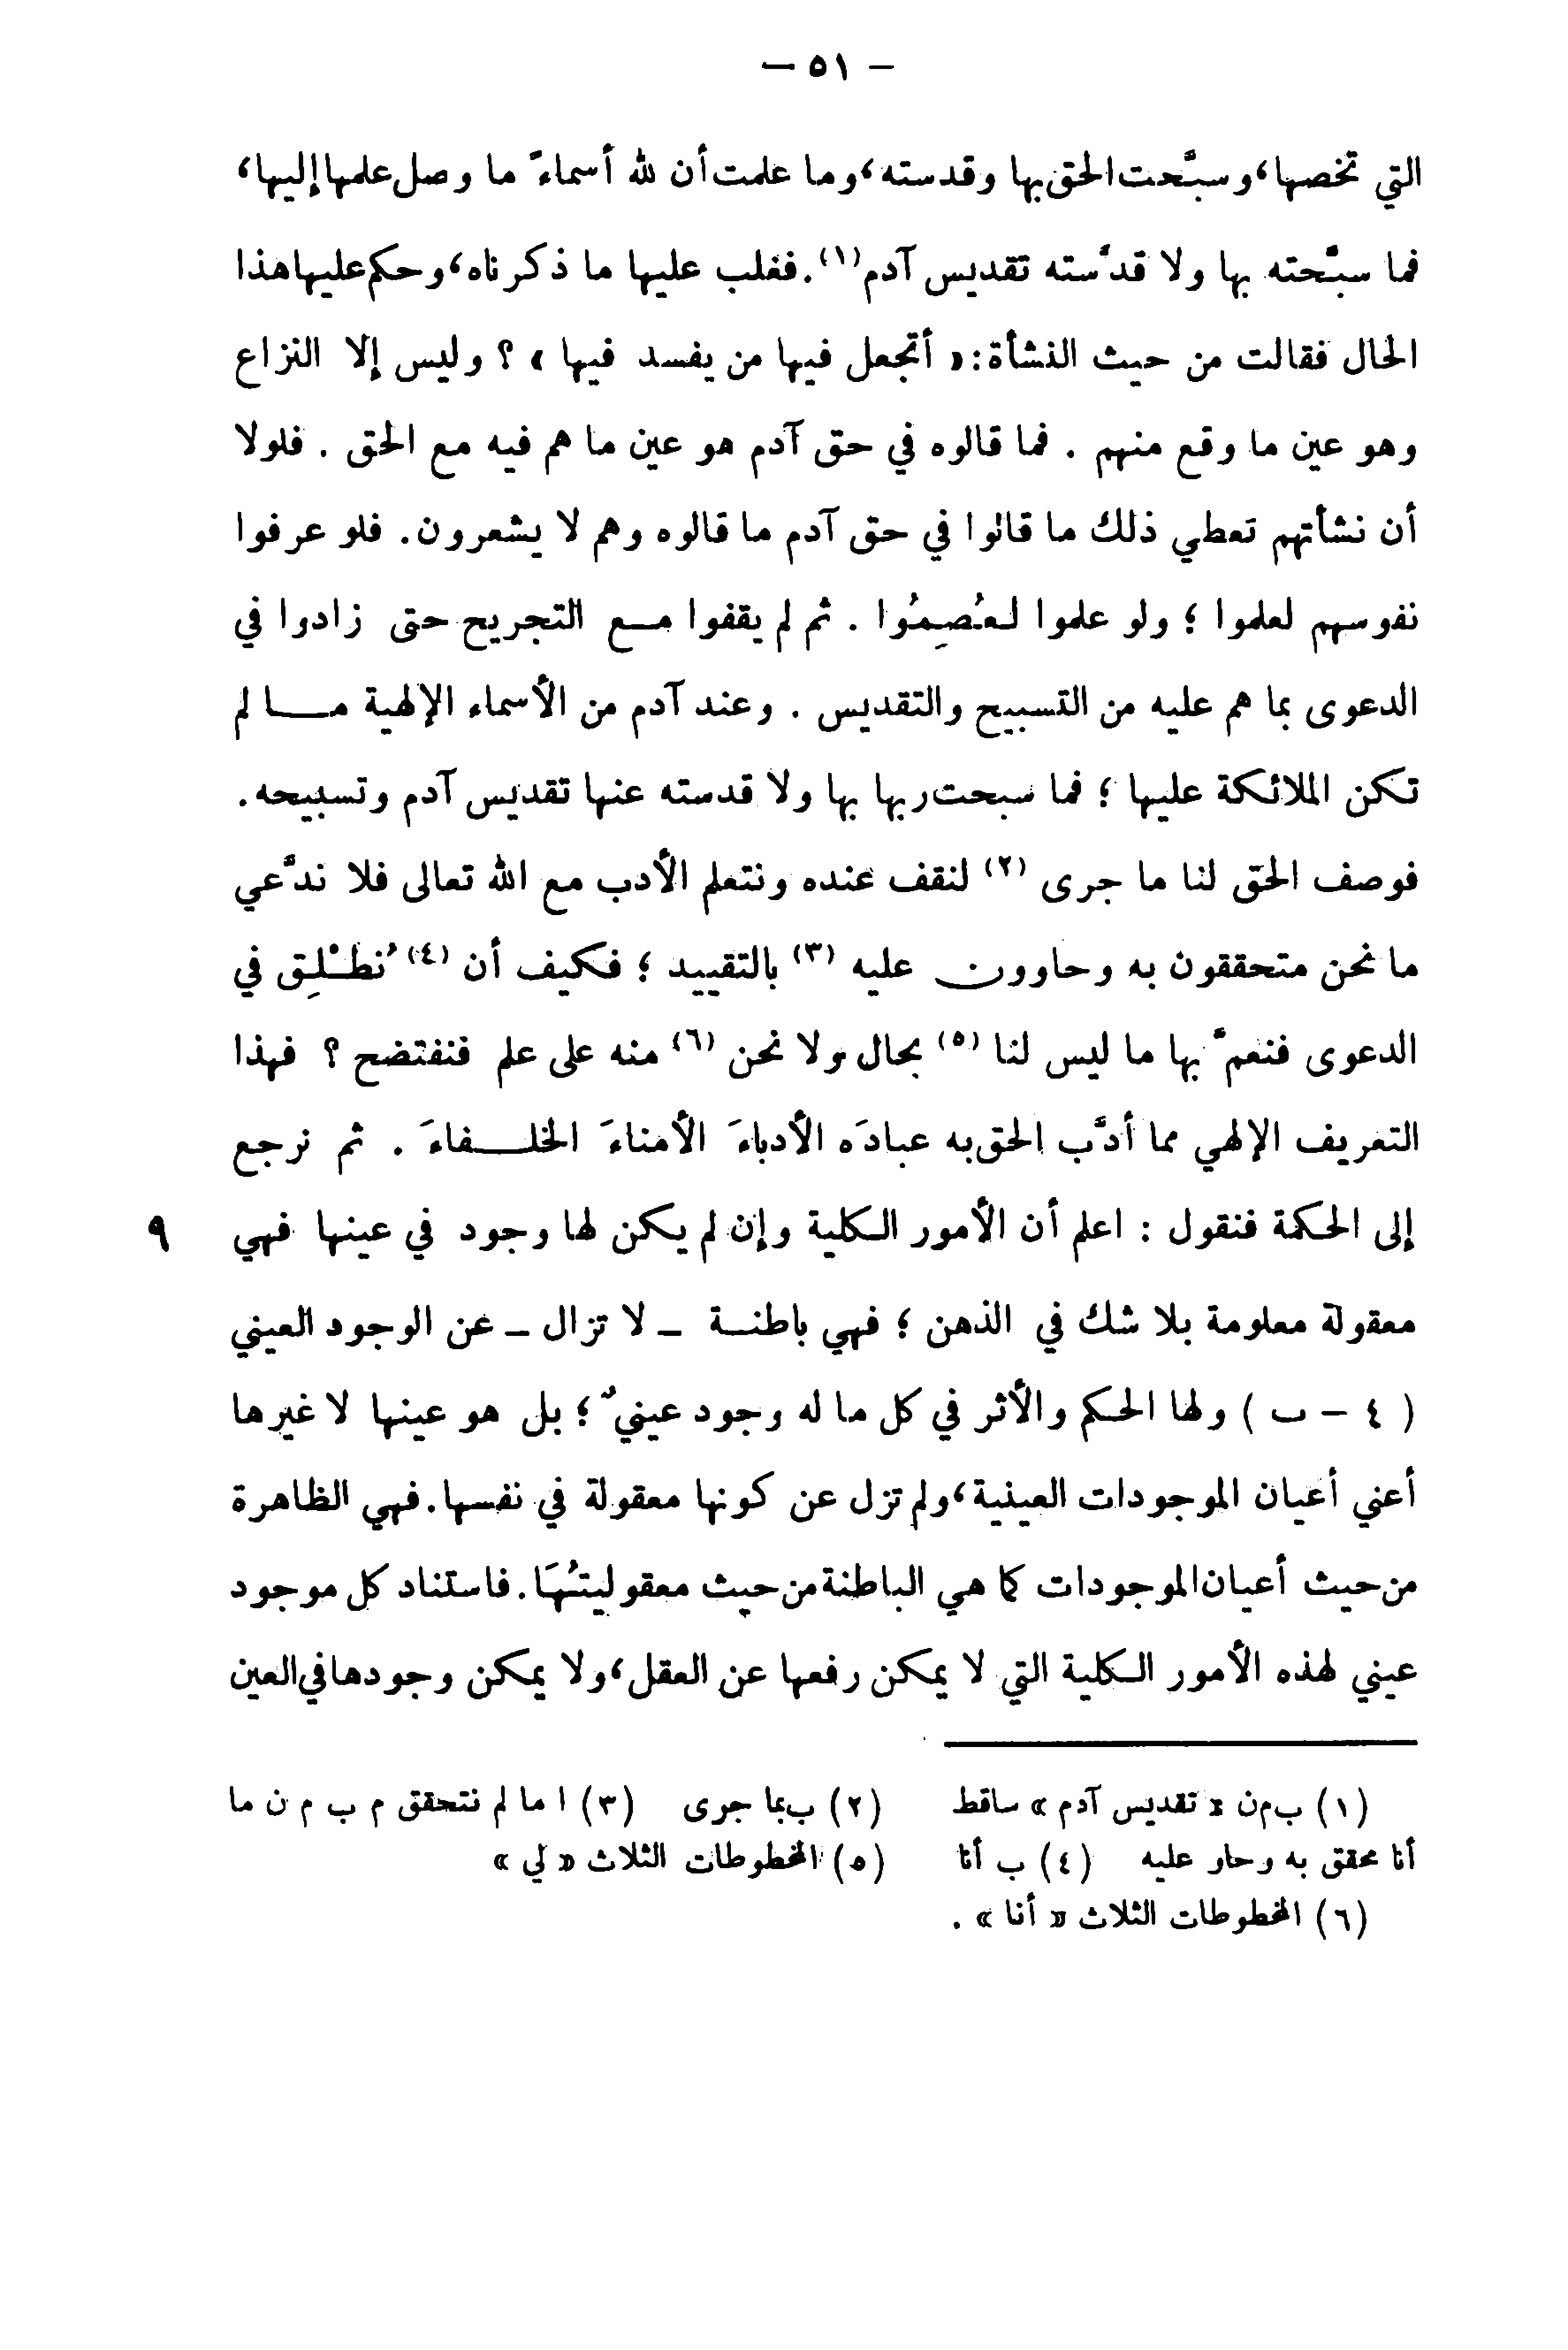 – ٥١ –
التي تخصها، وسبَّحت الحق بها وقدسته، وما علمت أن لله أسماءً ما وصل علمها إليها،
فما سبَّحته بها ولا قدَّسته تقديس آدم(١). فغلب عليها ما ذكرناه، وحكم عليها هذا
الحال فقالت من حيث النشأة: « أتجعل فيها من يفسد فيها » ؟ وليس إلا النزاع
وهو عين ما وقع منهم . فما قالوه في حق آدم هو عين ما هم فيه مع الحق . فلولا
أن نشأتهم تعطي ذلك ما قالوا في حق آدم ما قالوه وهم لا يشعرون. فلو عرفوا
نفوسهم لعلموا ؛ ولو علموا لعُصِمُوا . ثم لم يقفوا مع التجريح حتى زادوا في
الدعوى بما هم عليه من التسبيح والتقديس . وعند آدم من الأسماء الإلهية ما لم
تكن الملائكة عليها ؛ فما سبحت ربها بها ولا قدسته عنها تقديس آدم وتسبيحه.
فوصف الحق لنا ما جرى (٢) لنقف عنده ونتعلم الأدب مع الله تعالى فلا ندَّعي
ما نحن متحققون به وحاوون عليه (٣) بالتقييد ؛ فكيف أن (٤) نُطْلِق في
الدعوى فنعمَّ بها ما ليس لنا (٥) بحال ولا نحن (٦) منه على علم فنفتضح ؟ فهذا
التعريف الإلهي مما أدَّب الحق به عبادَه الأدباءَ الأمناءَ الخلفاءَ . ثم نرجع
إلى الحكمة فنقول : اعلم أن الأمور الكلية وإن لم يكن لها وجود في عينها فهي ٩
معقولة معلومة بلا شك في الذهن ؛ فهي باطنة – لا تزال – عن الوجود العيني
( ٤ – ب ) ولها الحكم والأثر في كل ما له وجود عينيٌ ؛ بل هو عينها لا غيرها
أعني أعيان الموجودات العينية، ولم تزل عن كونها معقولة في نفسها. فهي الظاهرة
من حيث أعيان الموجودات كما هي الباطنة من حيث معقوليتُهَا. فاستناد كل موجود
عيني لهذه الأمور الكلية التي لا يمكن رفعها عن العقل، ولا يمكن وجودها في العين
(١) ب م ن « تقديس آدم » ساقط (٢) ب بما جرى (٣) ا ما لم نتحقق م ب م ن ما
أنا محقق به وحاو عليه (٤) ب أنا (٥) المخطوطات الثلاث « لي »
(٦) المخطوطات الثلاث « أنا » .